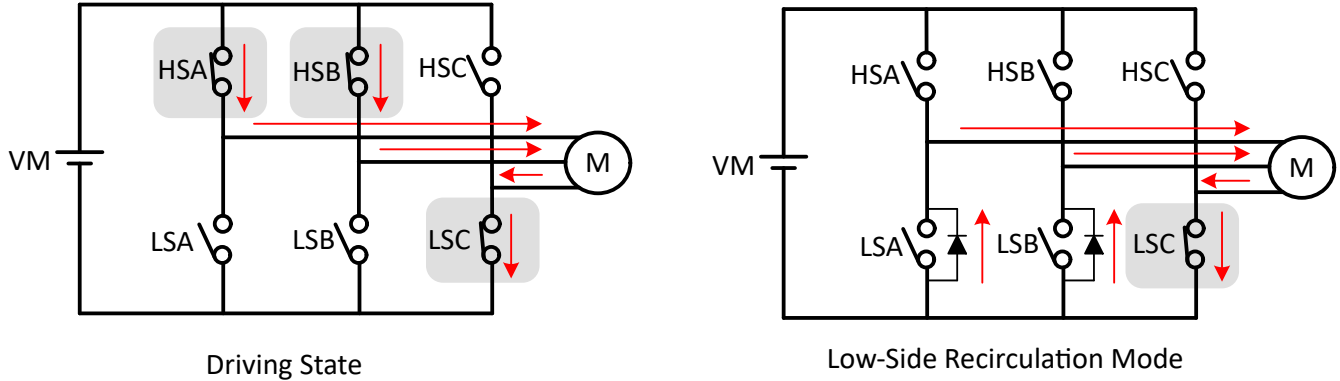 HSA
HSB
HSC
VM
M
LSA
LSB
LSC
Driving State
HSA
HSB
HSC
VM
M
LSA
LSB
LSC
Low-Side Recirculation Mode